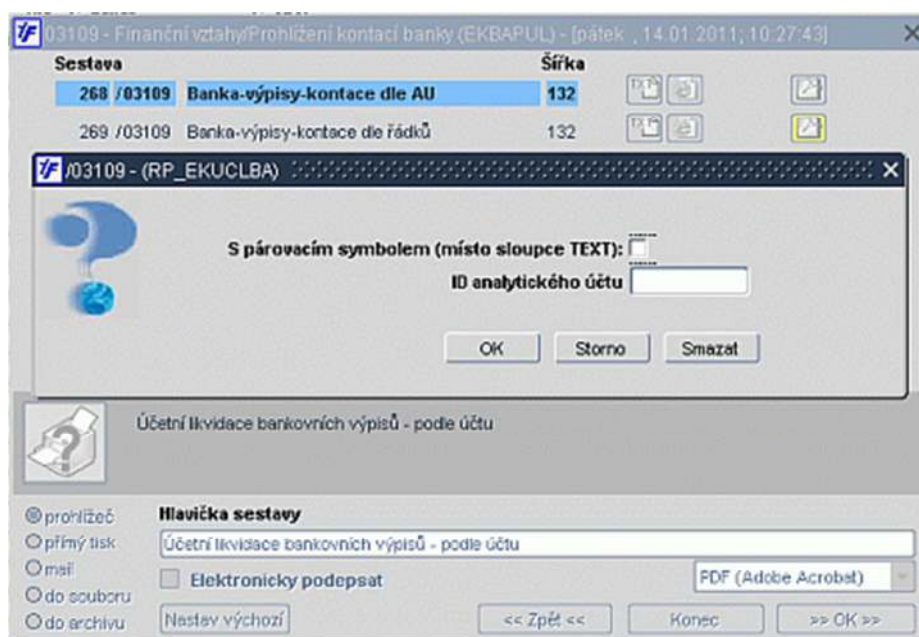 03109 - Finanční vztahy/Prohlížení kontací banky (EKBAPUL) - [pátek , 14.01.2011; 10:27:43]
Sestava Šířka
268 /03109 Banka-výpisy-kontace dle AU 132
269 /03109 Banka-výpisy-kontace dle řádků 132
/03109 - (RP_EKUCLBA)
S párovacím symbolem (místo sloupce TEXT):
ID analytického účtu
OK Storno Smazat
Účetní likvidace bankovních výpisů - podle účtu
prohlížeč Hlavička sestavy
přímý tisk Účetní likvidace bankovních výpisů - podle účtu
mail Elektronicky podepsat PDF (Adobe Acrobat)
do souboru
do archivu Nastav výchozí << Zpět << Konec >> OK >>